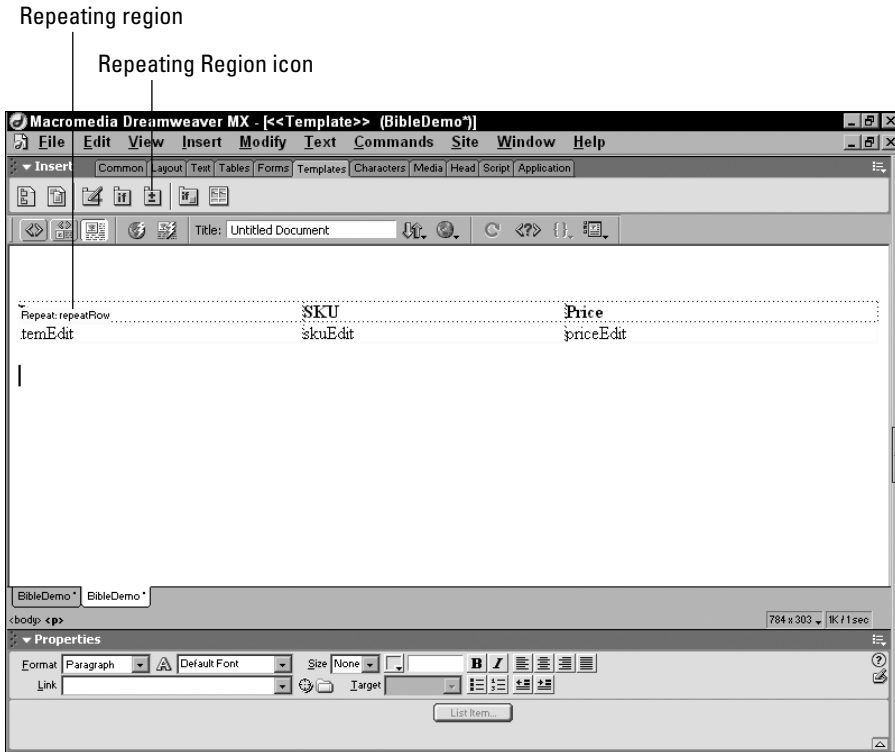 Repeating region
Repeating Region icon
Macromedia Dreamweaver MX - [<<Template>> (BibleDemo*)]
File Edit View Insert Modify Text Commands Site Window Help
Insert Common Layout Text Tables Forms Templates Characters Media Head Script Application
Title: Untitled Document
Repeat: repeatRow SKU Price
temEdit skuEdit priceEdit
BibleDemo* BibleDemo*
<body> <p> 784 x 303 1K / 1 sec
Properties
Format Paragraph Default Font Size None B I
Link Target
List Item...